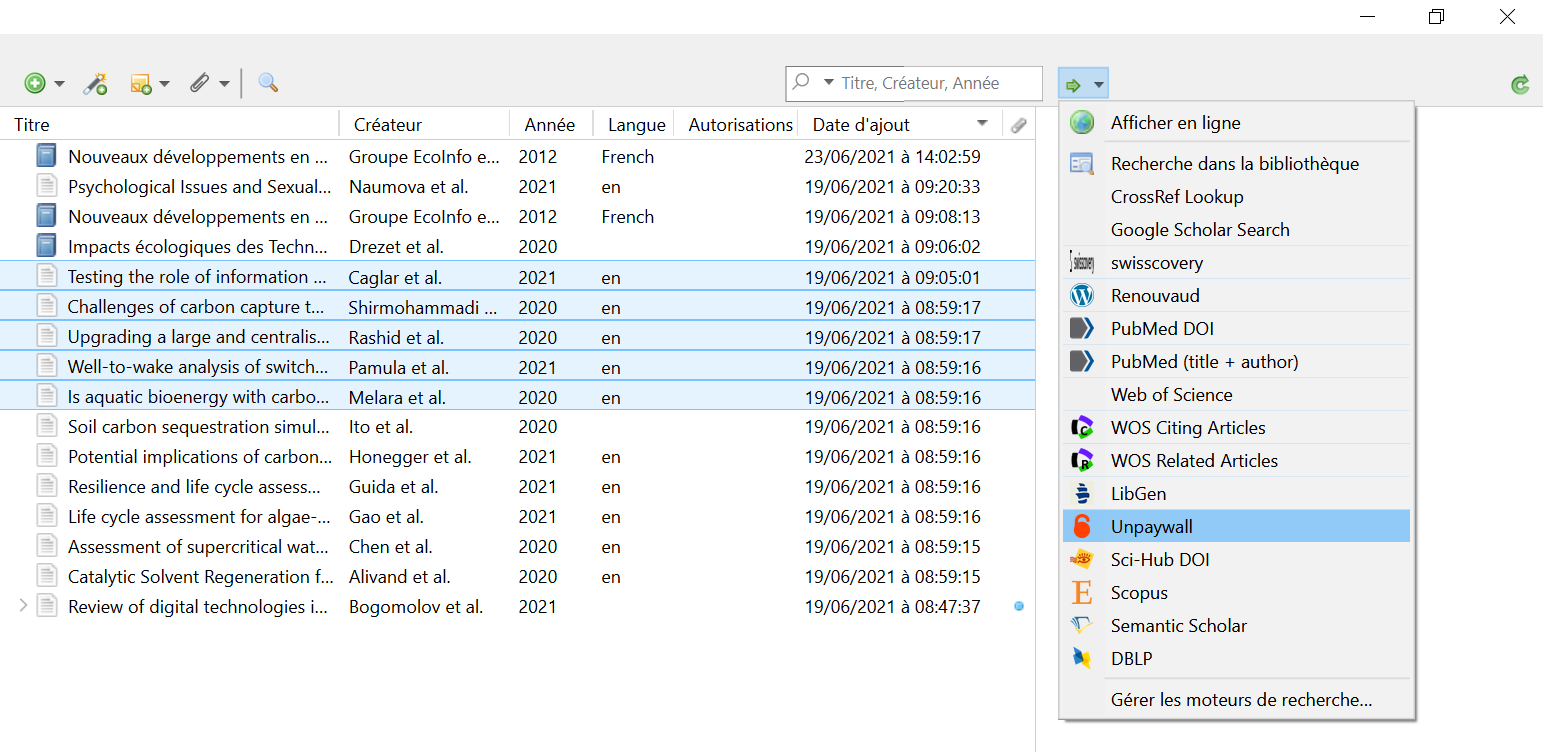 Titre, Créateur, Année
Titre Créateur Année Langue Autorisations Date d'ajout
Nouveaux développements en ... Groupe EcoInfo e... 2012 French 23/06/2021 à 14:02:59
Psychological Issues and Sexual... Naumova et al. 2021 en 19/06/2021 à 09:20:33
Nouveaux développements en ... Groupe EcoInfo e... 2012 French 19/06/2021 à 09:08:13
Impacts écologiques des Techn... Drezet et al. 2020 19/06/2021 à 09:06:02
Testing the role of information ... Caglar et al. 2021 en 19/06/2021 à 09:05:01
Challenges of carbon capture t... Shirmohammadi ... 2020 en 19/06/2021 à 08:59:17
Upgrading a large and centralis... Rashid et al. 2020 en 19/06/2021 à 08:59:17
Well-to-wake analysis of switch... Pamula et al. 2021 en 19/06/2021 à 08:59:16
Is aquatic bioenergy with carbo... Melara et al. 2020 en 19/06/2021 à 08:59:16
Soil carbon sequestration simul... Ito et al. 2020 19/06/2021 à 08:59:16
Potential implications of carbon... Honegger et al. 2021 en 19/06/2021 à 08:59:16
Resilience and life cycle assess... Guida et al. 2021 en 19/06/2021 à 08:59:16
Life cycle assessment for algae-... Gao et al. 2021 en 19/06/2021 à 08:59:16
Assessment of supercritical wat... Chen et al. 2020 en 19/06/2021 à 08:59:15
Catalytic Solvent Regeneration f... Alivand et al. 2020 en 19/06/2021 à 08:59:15
Review of digital technologies i... Bogomolov et al. 2021 19/06/2021 à 08:47:37
Afficher en ligne
Recherche dans la bibliothèque
CrossRef Lookup
Google Scholar Search
swisscovery
Renouvaud
PubMed DOI
PubMed (title + author)
Web of Science
WOS Citing Articles
WOS Related Articles
LibGen
Unpaywall
Sci-Hub DOI
Scopus
Semantic Scholar
DBLP
Gérer les moteurs de recherche...